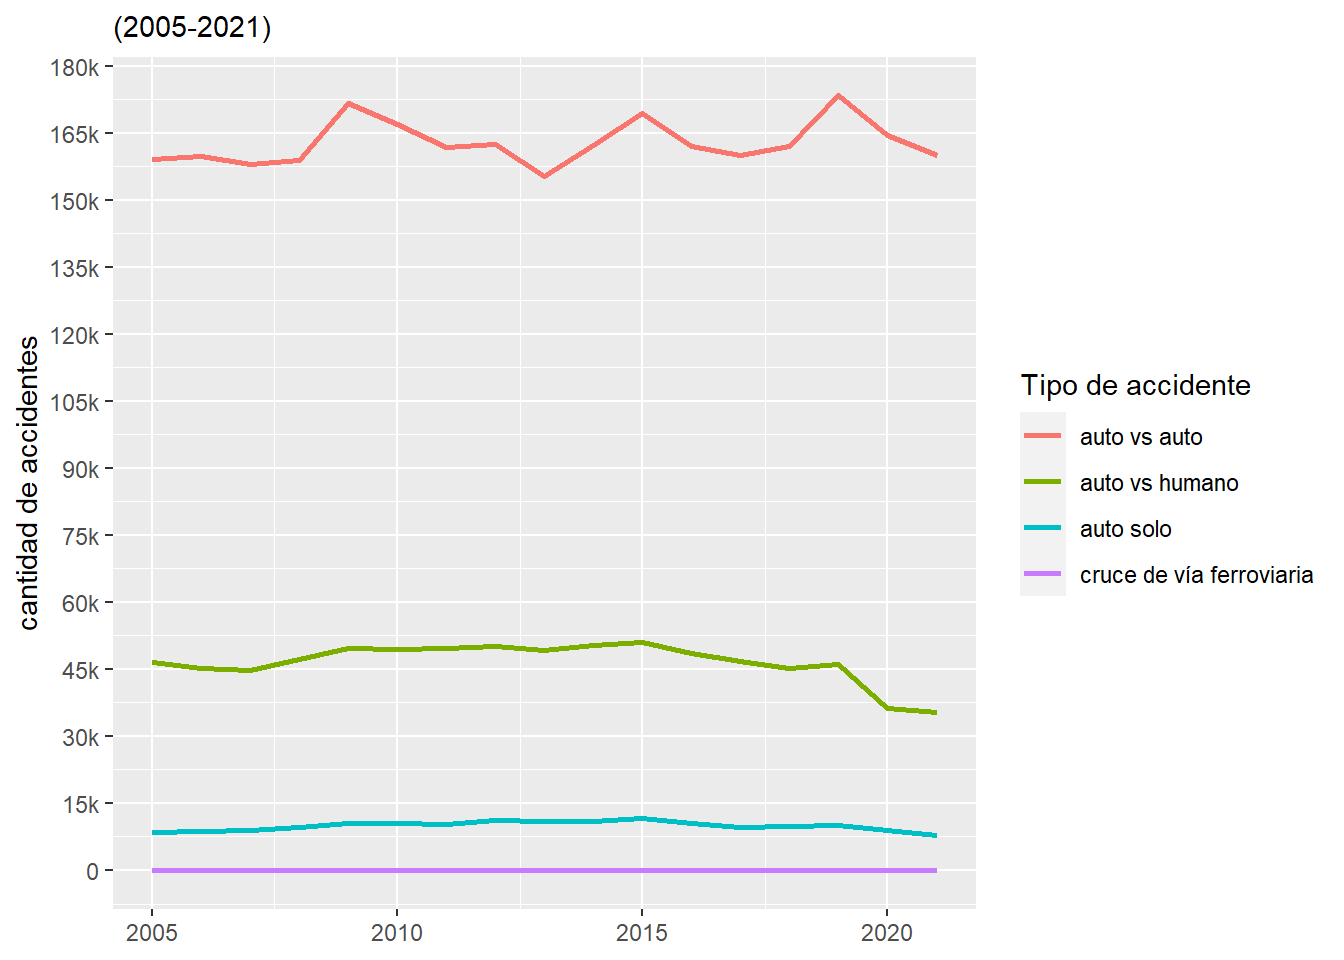 (2005-2021)
180k
165k
150k
135k
120k
105k
90k
75k
60k
45k
30k
15k
0
cantidad de accidentes
2005 2010 2015 2020
Tipo de accidente
auto vs auto
auto vs humano
auto solo
cruce de vía ferroviaria